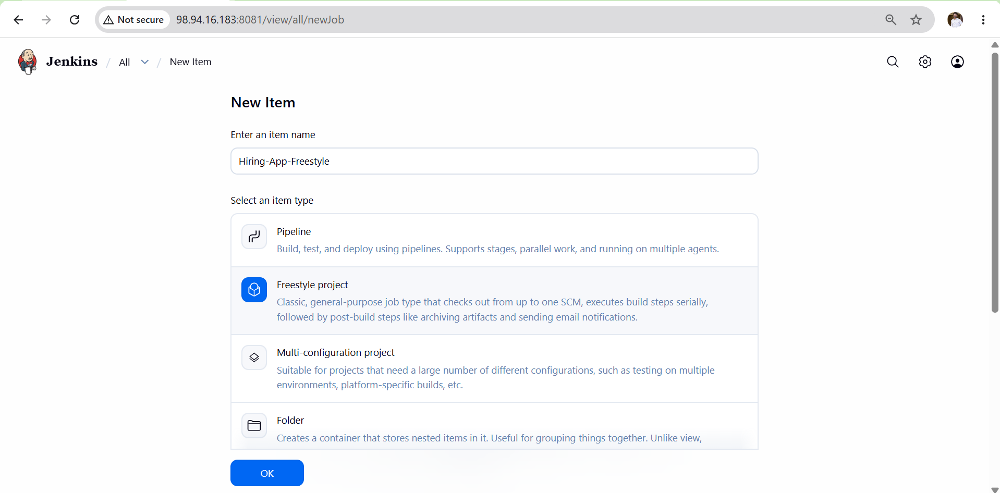 Not secure 98.94.16.183:8081/view/all/newJob
Jenkins / All / New Item
New Item
Enter an item name
Hiring-App-Freestyle
Select an item type
Pipeline
Build, test, and deploy using pipelines. Supports stages, parallel work, and running on multiple agents.
Freestyle project
Classic, general-purpose job type that checks out from up to one SCM, executes build steps serially,
followed by post-build steps like archiving artifacts and sending email notifications.
Multi-configuration project
Suitable for projects that need a large number of different configurations, such as testing on multiple
environments, platform-specific builds, etc.
Folder
Creates a container that stores nested items in it. Useful for grouping things together. Unlike view,
OK